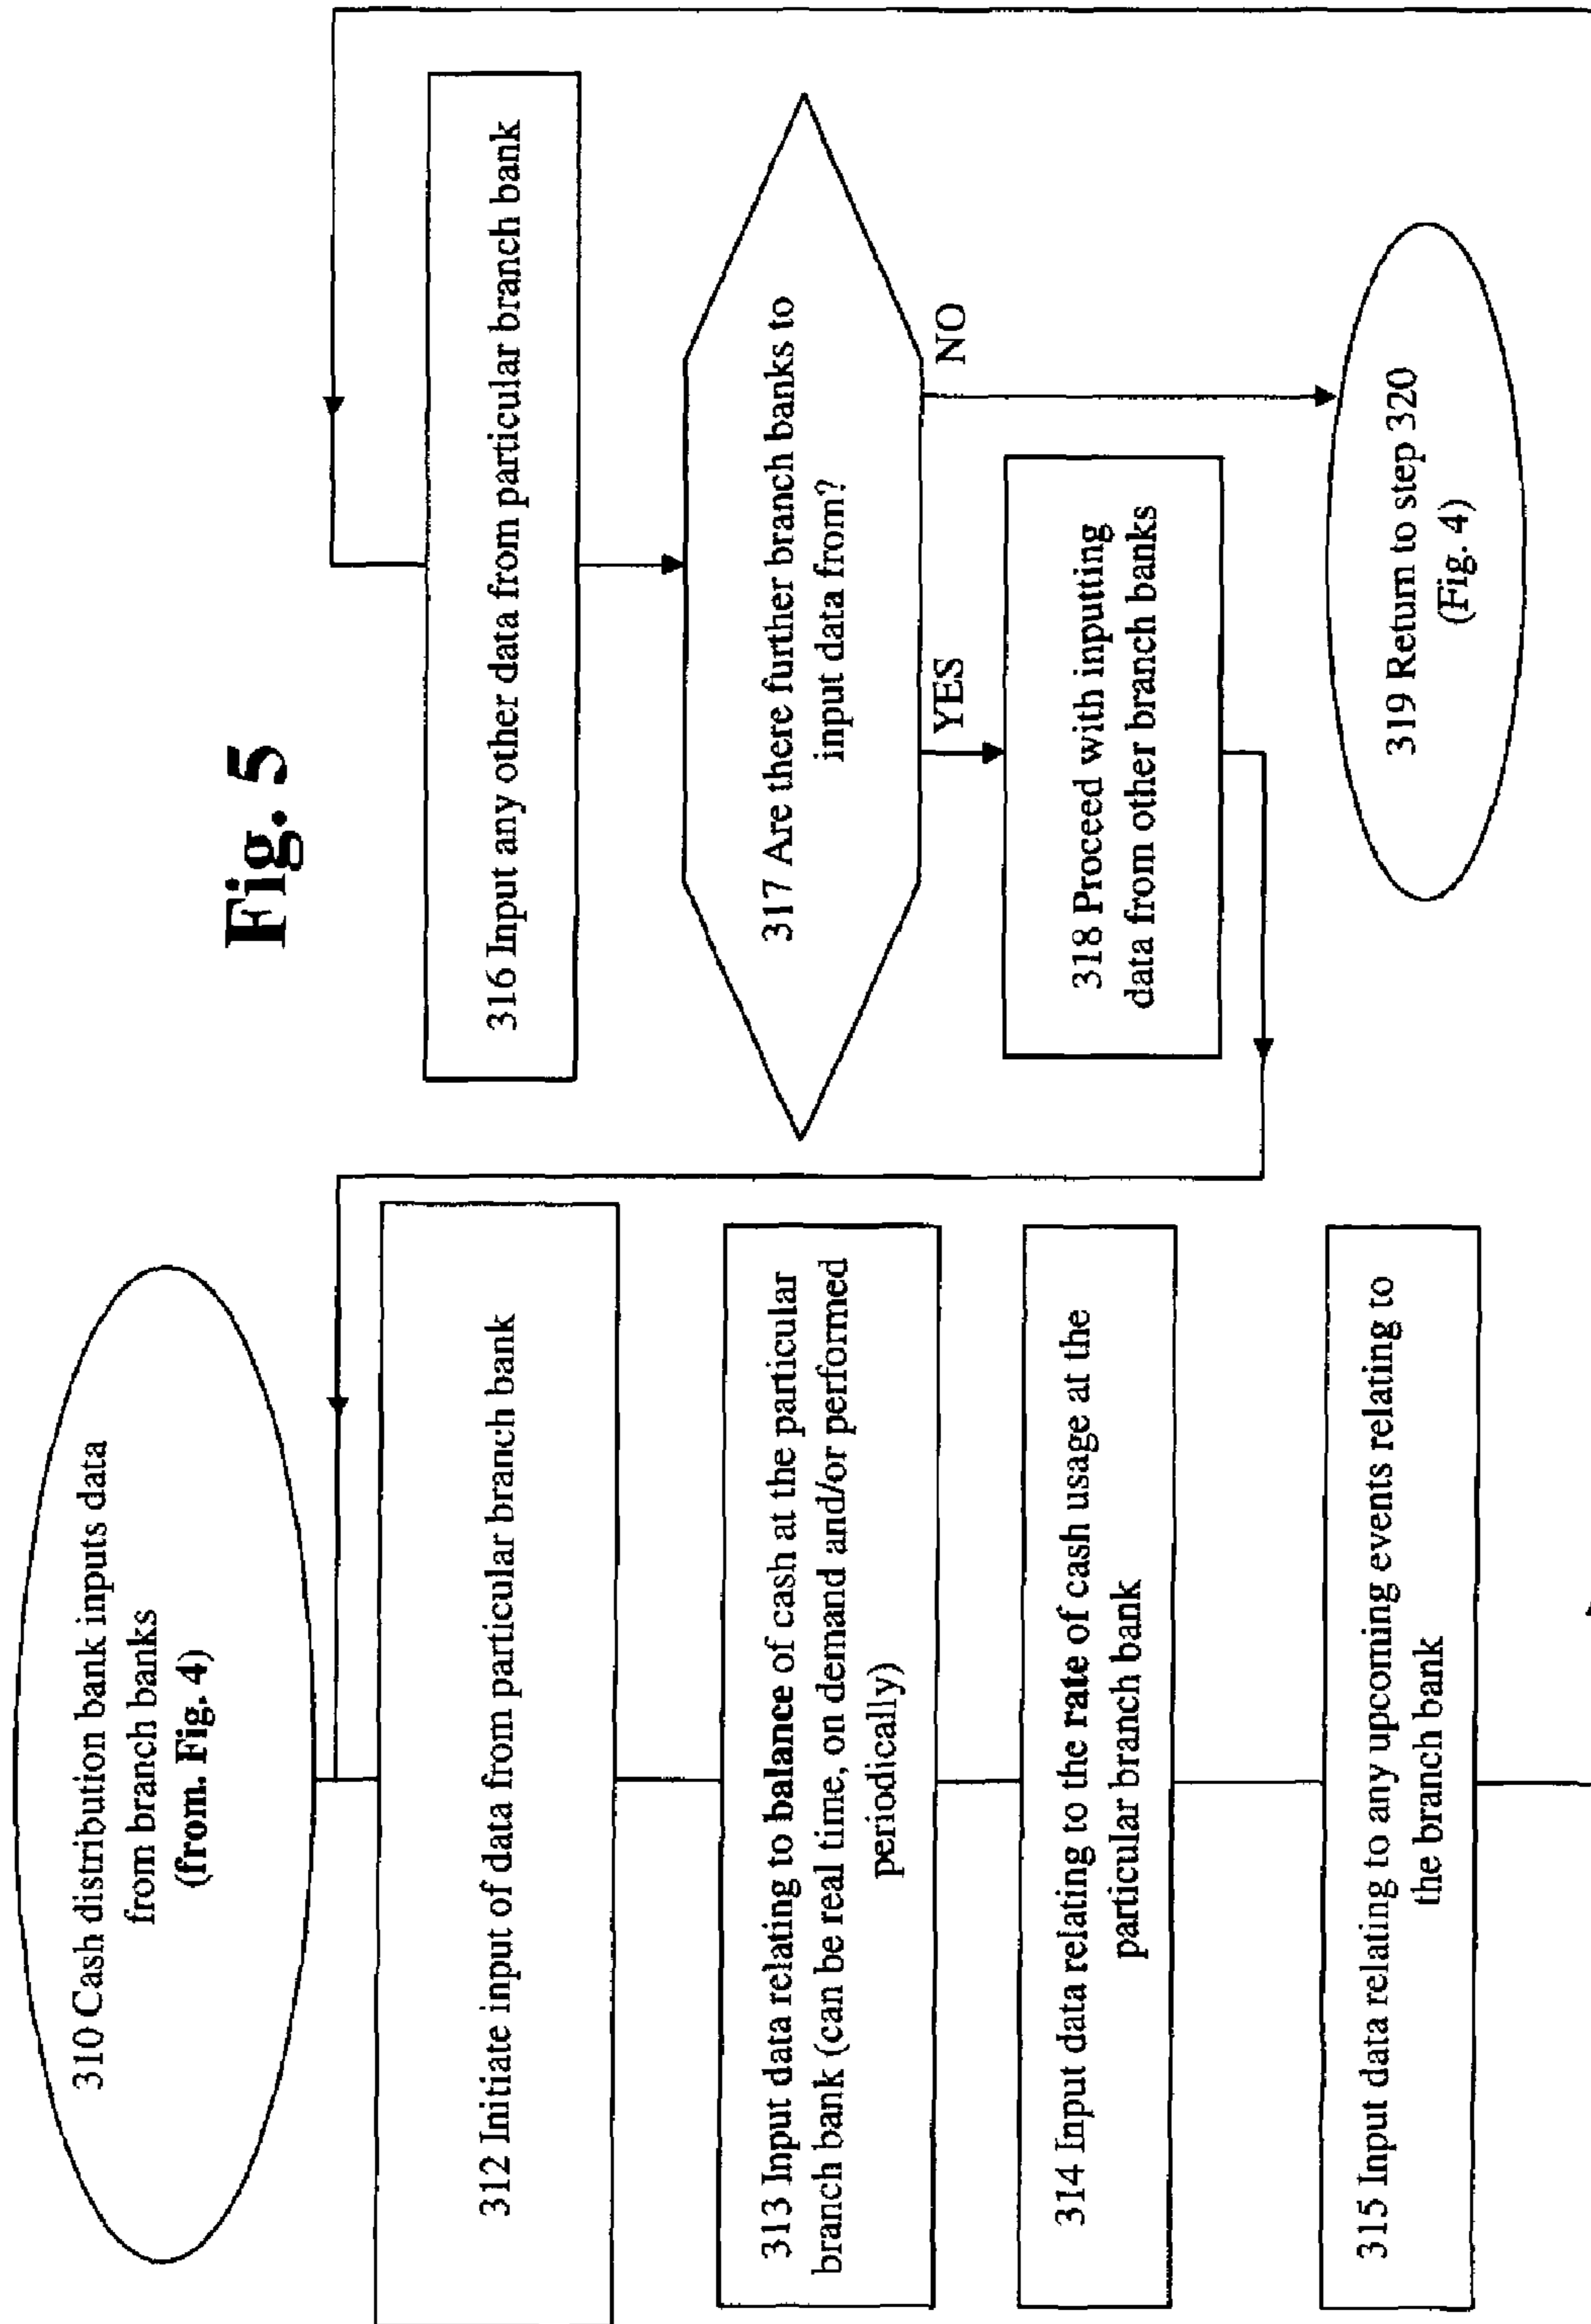 Fig. 5
310 Cash distribution bank inputs data
from branch banks
(from. Fig. 4)
312 Initiate input of data from particular branch bank
313 Input data relating to balance of cash at the particular
branch bank (can be real time, on demand and/or performed
periodically)
314 Input data relating to the rate of cash usage at the
particular branch bank
315 Input data relating to any upcoming events relating to
the branch bank
316 Input any other data from particular branch bank
317 Are there further branch banks to
input data from?
YES
NO
318 Proceed with inputting
data from other branch banks
319 Return to step 320
(Fig. 4)